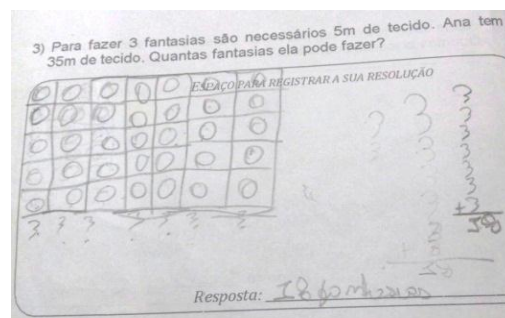 3) Para fazer 3 fantasias são necessários 5m de tecido. Ana tem
35m de tecido. Quantas fantasias ela pode fazer?
ESPAÇO PARA REGISTRAR A SUA RESOLUÇÃO
3
3
3
3
3
3
+3
3 3 3 3 3 3 3
Resposta: 18